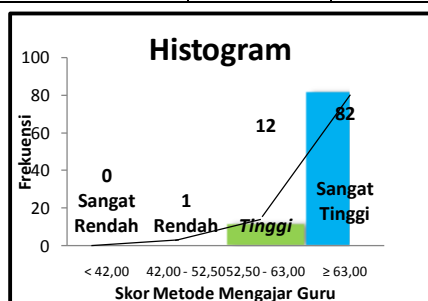 Histogram
100
80
60
40
20
0
Frekuensi
0
Sangat
Rendah
1
Rendah
12
Tinggi
82
Sangat
Tinggi
< 42,00
42,00 - 52,50
52,50 - 63,00
≥ 63,00
Skor Metode Mengajar Guru